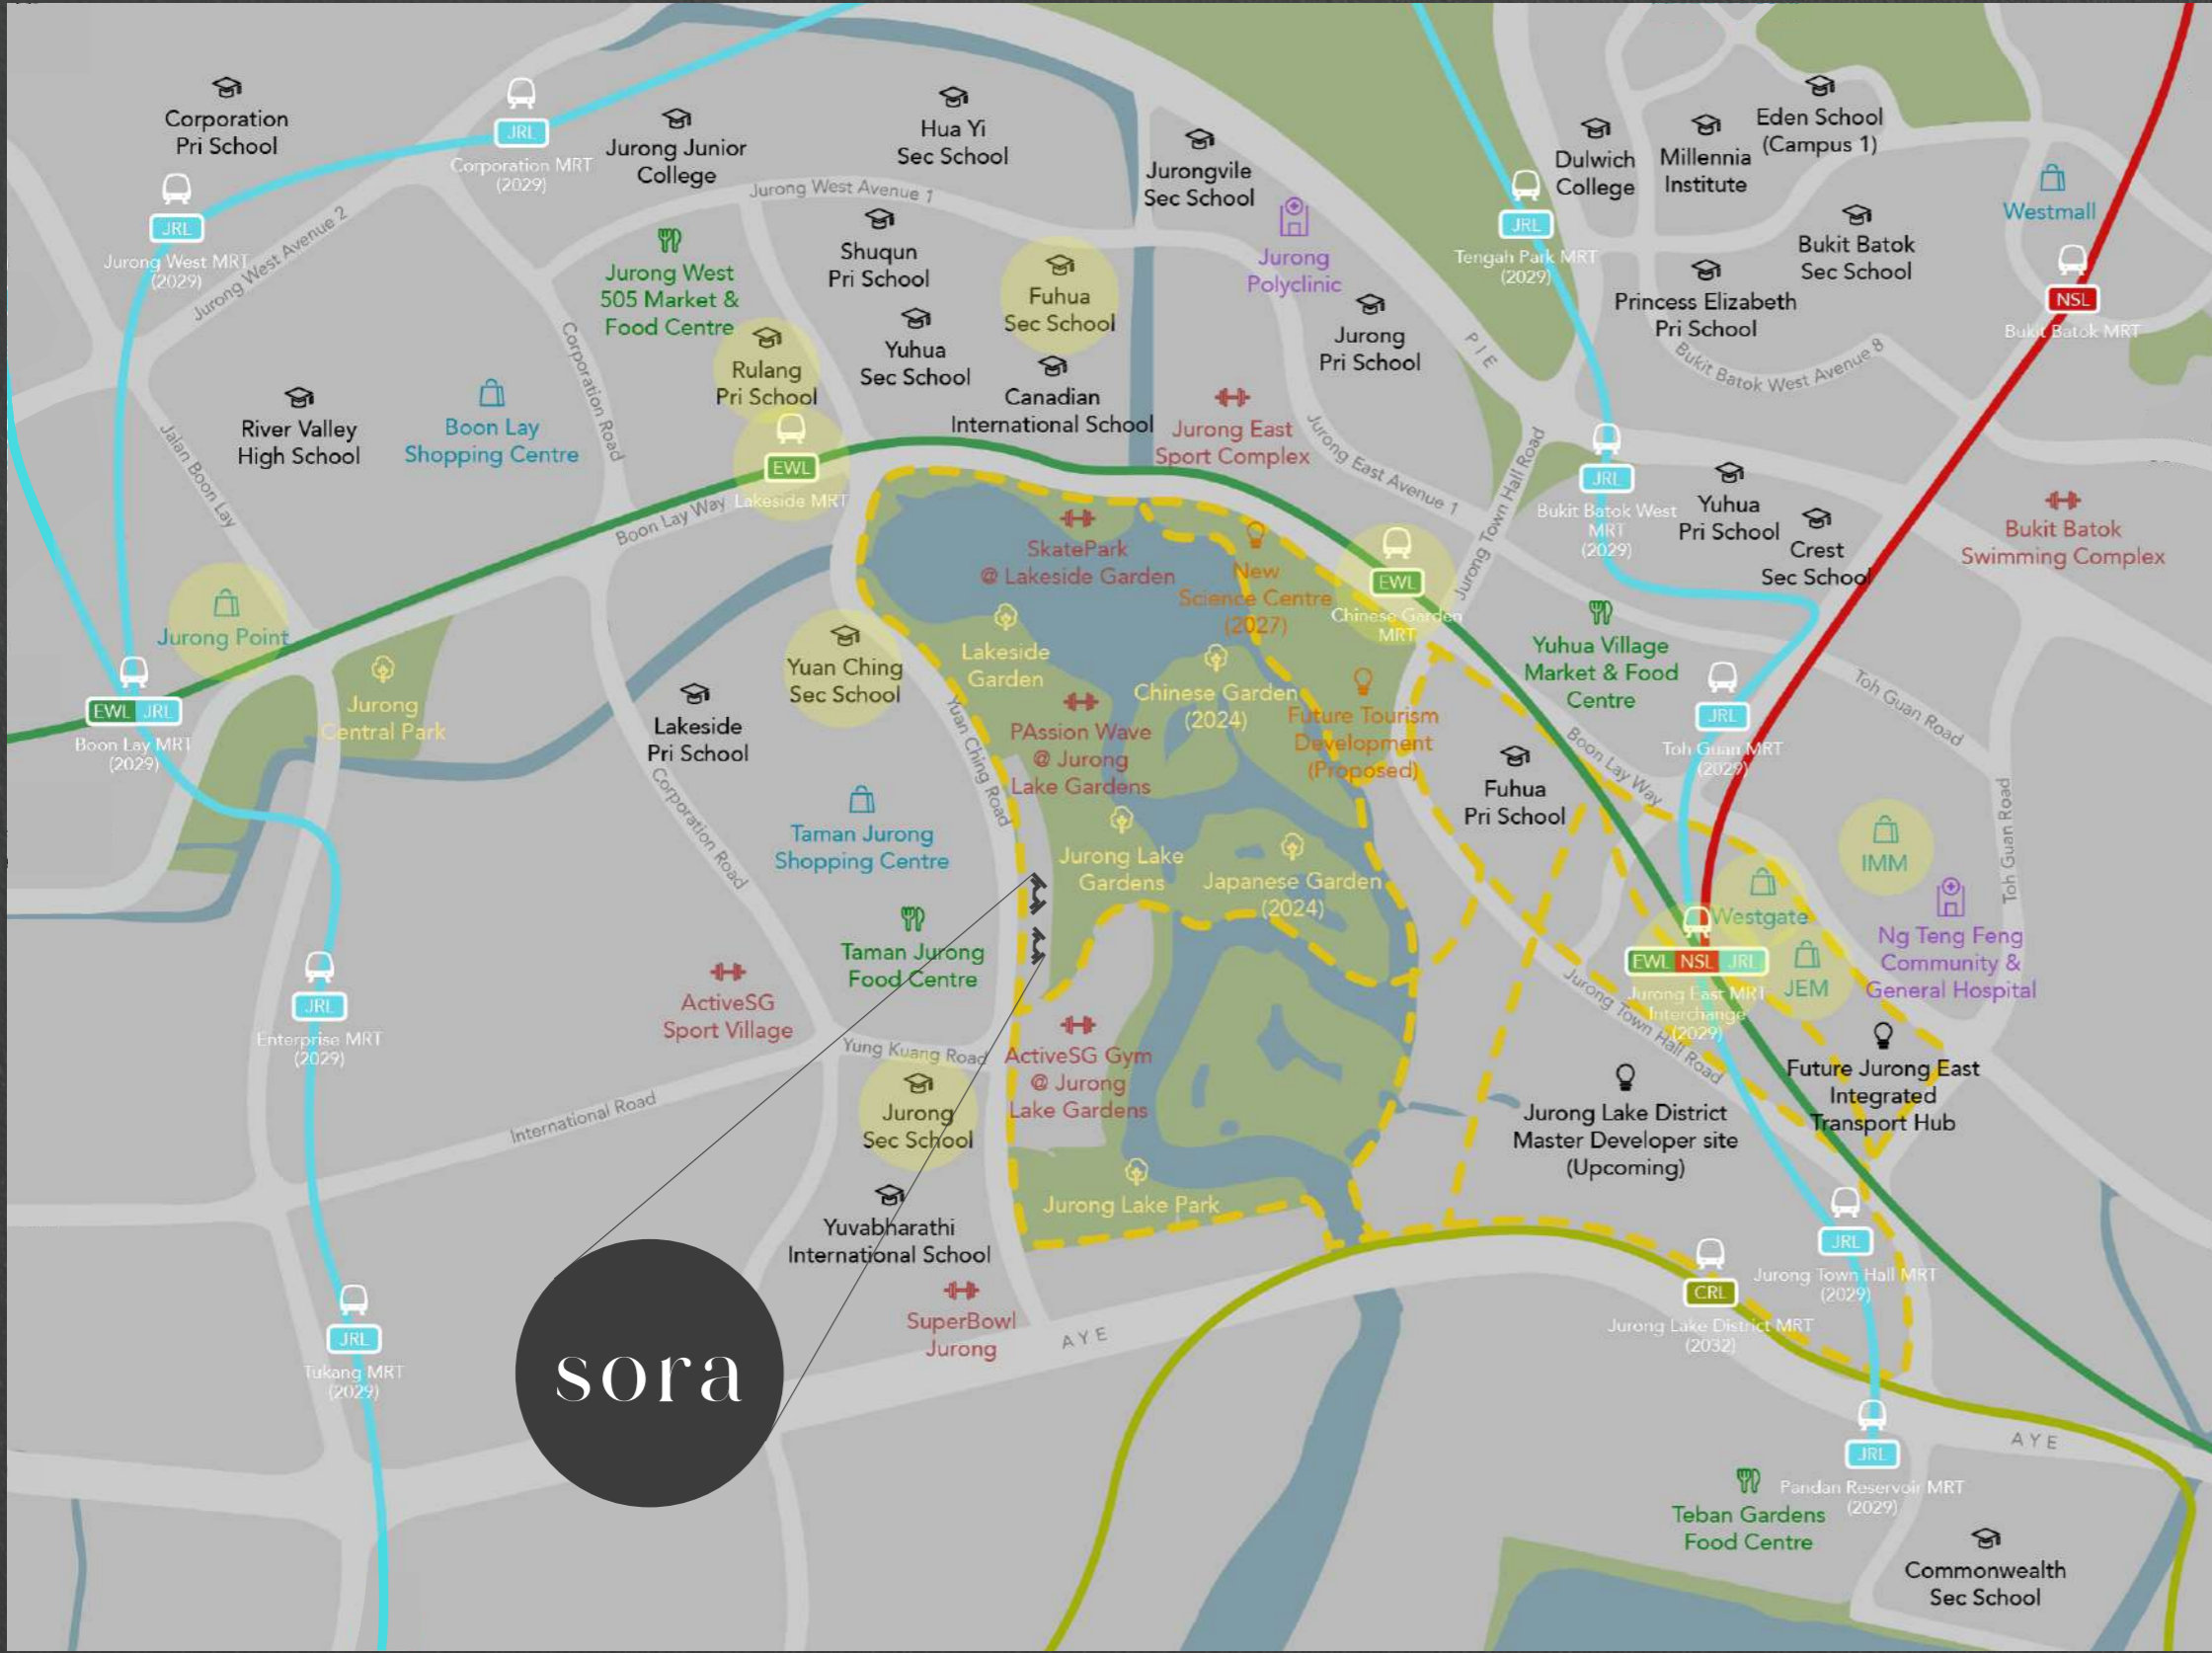 Corporation
Pri School
JRL
Corporation MRT
(2029)
Jurong Junior
College
Hua Yi
Sec School
Jurongvile
Sec School
Dulwich
College
Millennia
Institute
Eden School
(Campus 1)
Westmall
JRL
Jurong West MRT
(2029)
Jurong West Avenue 2
Jurong West Avenue 1
Jurong West
505 Market &
Food Centre
Shuqun
Pri School
Fuhua
Sec School
Jurong
Polyclinic
JRL
Tengah Park MRT
(2029)
Bukit Batok
Sec School
Princess Elizabeth
Pri School
NSL
Bukit Batok MRT
Rulang
Pri School
Yuhua
Sec School
Jurong
Pri School
PIE
Bukit Batok West Avenue 8
Corporation Road
River Valley
High School
Boon Lay
Shopping Centre
Canadian
International School
Jurong East
Sport Complex
Jalan Boon Lay
EWL
Lakeside MRT
Boon Lay Way
Jurong East Avenue 1
Jurong Town Hall Road
JRL
Bukit Batok West
MRT
(2029)
Yuhua
Pri School
Crest
Sec School
Bukit Batok
Swimming Complex
SkatePark
@ Lakeside Garden
New
Science Centre
(2027)
EWL
Chinese Garden
MRT
Jurong Point
Yuan Ching
Sec School
Lakeside
Garden
Chinese Garden
(2024)
Yuhua Village
Market & Food
Centre
EWL JRL
Boon Lay MRT
(2029)
Jurong
Central Park
Lakeside
Pri School
Yuan Ching Road
PAssion Wave
@ Jurong
Lake Gardens
Future Tourism
Development
(Proposed)
Boon Lay Way
JRL
Toh Guan MRT
(2029)
Toh Guan Road
Fuhua
Pri School
Corporation Road
Taman Jurong
Shopping Centre
Jurong Lake
Gardens
Japanese Garden
(2024)
IMM
Toh Guan Road
Westgate
Taman Jurong
Food Centre
EWL NSL JRL
Jurong East MRT
Interchange
(2029)
JEM
Ng Teng Feng
Community &
General Hospital
ActiveSG
Sport Village
JRL
Enterprise MRT
(2029)
Yung Kuang Road
ActiveSG Gym
@ Jurong
Lake Gardens
Jurong Town Hall Road
Future Jurong East
Integrated
Transport Hub
International Road
Jurong
Sec School
Jurong Lake District
Master Developer site
(Upcoming)
Jurong Lake Park
Yuvabharathi
International School
SuperBowl
Jurong
AYE
JRL
Jurong Town Hall MRT
(2029)
CRL
Jurong Lake District MRT
(2032)
JRL
Tukang MRT
(2029)
sora
AYE
JRL
Pandan Reservoir MRT
(2029)
Teban Gardens
Food Centre
Commonwealth
Sec School